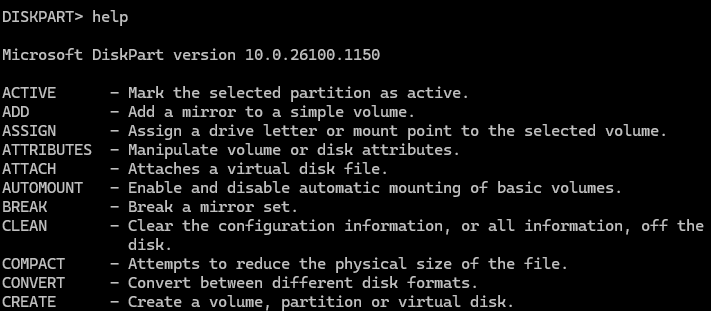 DISKPART> help
Microsoft DiskPart version 10.0.26100.1150
ACTIVE      - Mark the selected partition as active.
ADD         - Add a mirror to a simple volume.
ASSIGN      - Assign a drive letter or mount point to the selected volume.
ATTRIBUTES  - Manipulate volume or disk attributes.
ATTACH      - Attaches a virtual disk file.
AUTOMOUNT   - Enable and disable automatic mounting of basic volumes.
BREAK       - Break a mirror set.
CLEAN       - Clear the configuration information, or all information, off the
              disk.
COMPACT     - Attempts to reduce the physical size of the file.
CONVERT     - Convert between different disk formats.
CREATE      - Create a volume, partition or virtual disk.